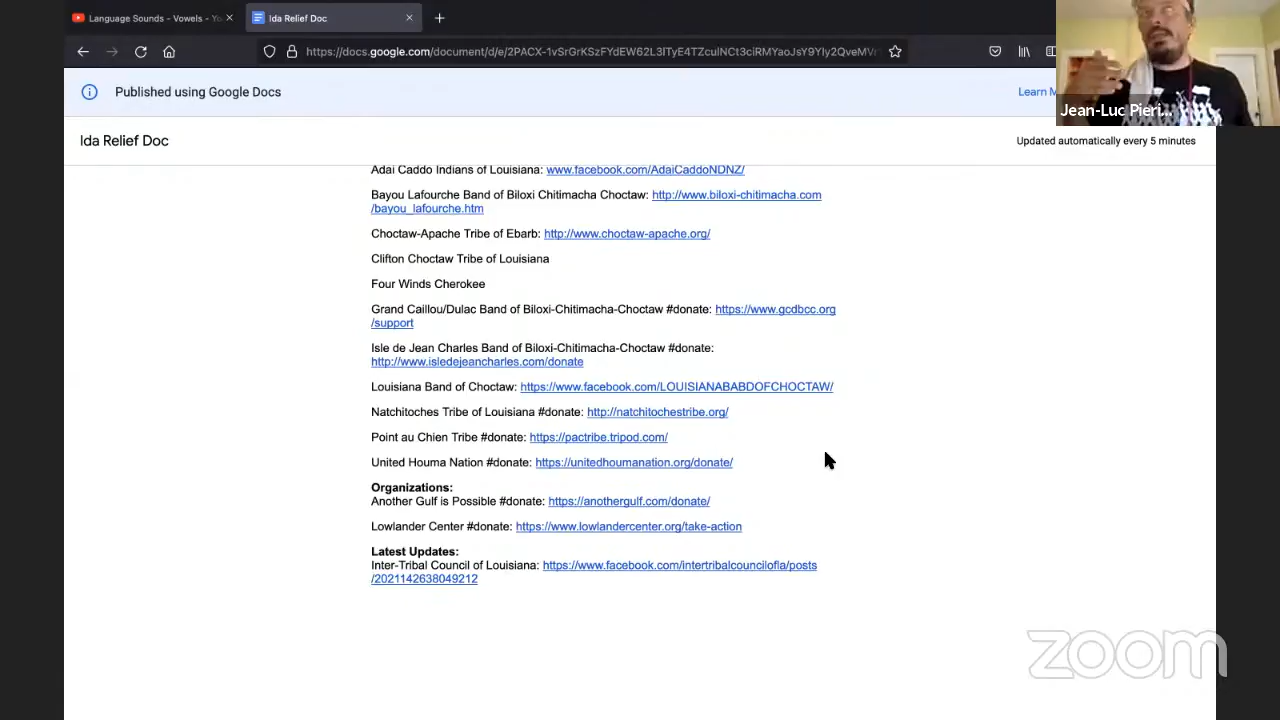 Language Sounds - Vowels - Yo
Ida Relief Doc
https://docs.google.com/document/d/e/2PACX-1vSrGrKSzFYdEW62L3ITyE4TZculNCt3ciRMYaoJsY9YIy2QveMVr
Published using Google Docs
Learn M
Jean-Luc Pieri...
Ida Relief Doc
Updated automatically every 5 minutes
Adai Caddo Indians of Louisiana: www.facebook.com/AdaiCaddoNDNZ/
Bayou Lafourche Band of Biloxi Chitimacha Choctaw: http://www.biloxi-chitimacha.com
/bayou_lafourche.htm
Choctaw-Apache Tribe of Ebarb: http://www.choctaw-apache.org/
Clifton Choctaw Tribe of Louisiana
Four Winds Cherokee
Grand Caillou/Dulac Band of Biloxi-Chitimacha-Choctaw #donate: https://www.gcdbcc.org
/support
Isle de Jean Charles Band of Biloxi-Chitimacha-Choctaw #donate:
http://www.isledejeancharles.com/donate
Louisiana Band of Choctaw: https://www.facebook.com/LOUISIANABABDOFCHOCTAW/
Natchitoches Tribe of Louisiana #donate: http://natchitochestribe.org/
Point au Chien Tribe #donate: https://pactribe.tripod.com/
United Houma Nation #donate: https://unitedhoumanation.org/donate/
Organizations:
Another Gulf is Possible #donate: https://anothergulf.com/donate/
Lowlander Center #donate: https://www.lowlandercenter.org/take-action
Latest Updates:
Inter-Tribal Council of Louisiana: https://www.facebook.com/intertribalcouncilofla/posts
/2021142638049212
zoom